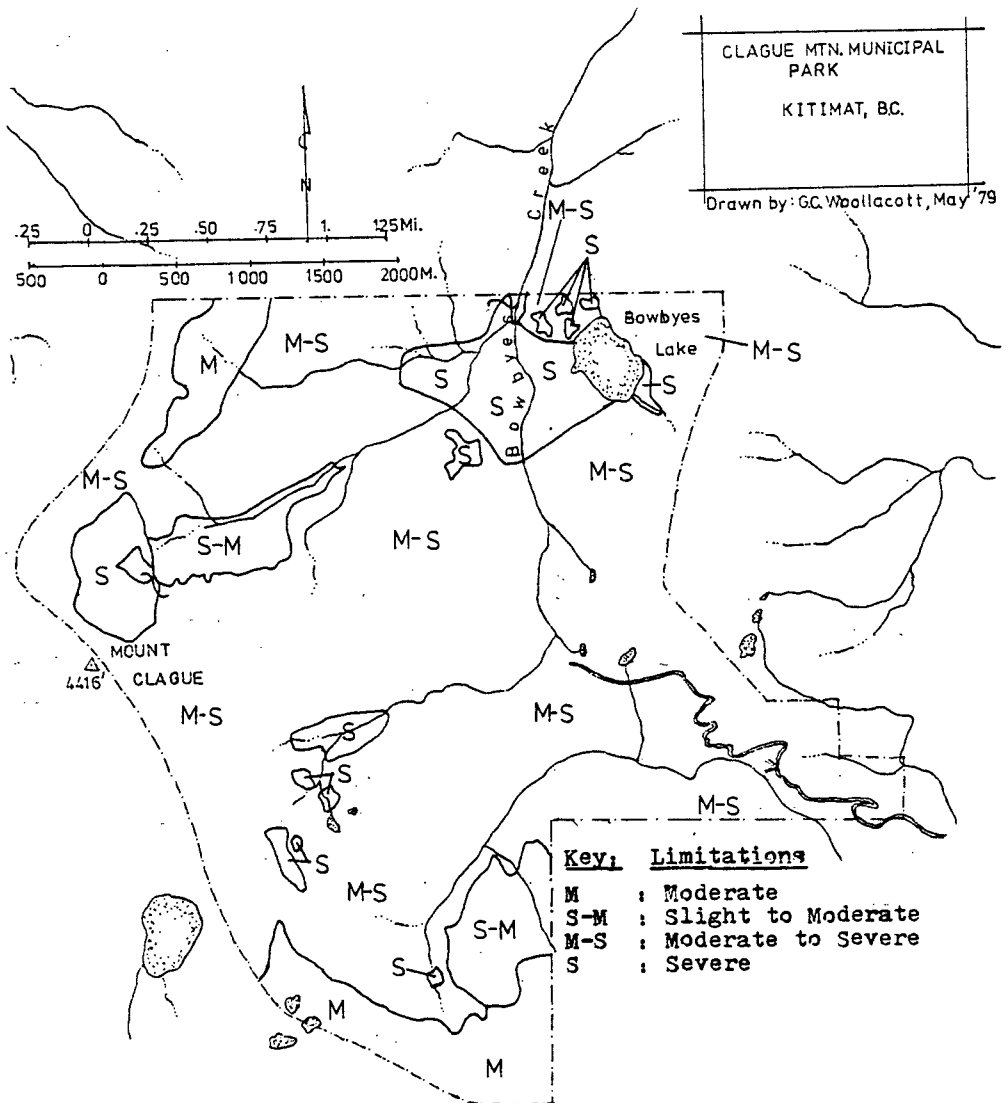 CLAGUE MTN. MUNICIPAL
PARK
KITIMAT, B.C.
Drawn by: G.C. Woollacott, May '79
N
.25 0 .25 .50 .75 1. 1.25 Mi.
500 0 500 1000 1500 2000 M.
Bowbyes Creek
M-S
S
Bowbyes
Lake
M-S
M-S
M
S
S
S
S
S
M-S
M-S
M-S
S-M
S
MOUNT
4416' CLAGUE
M-S
M-S
S
S
M-S
S
M-S
S-M
S
M
M
Key: Limitations
M : Moderate
S-M : Slight to Moderate
M-S : Moderate to Severe
S : Severe